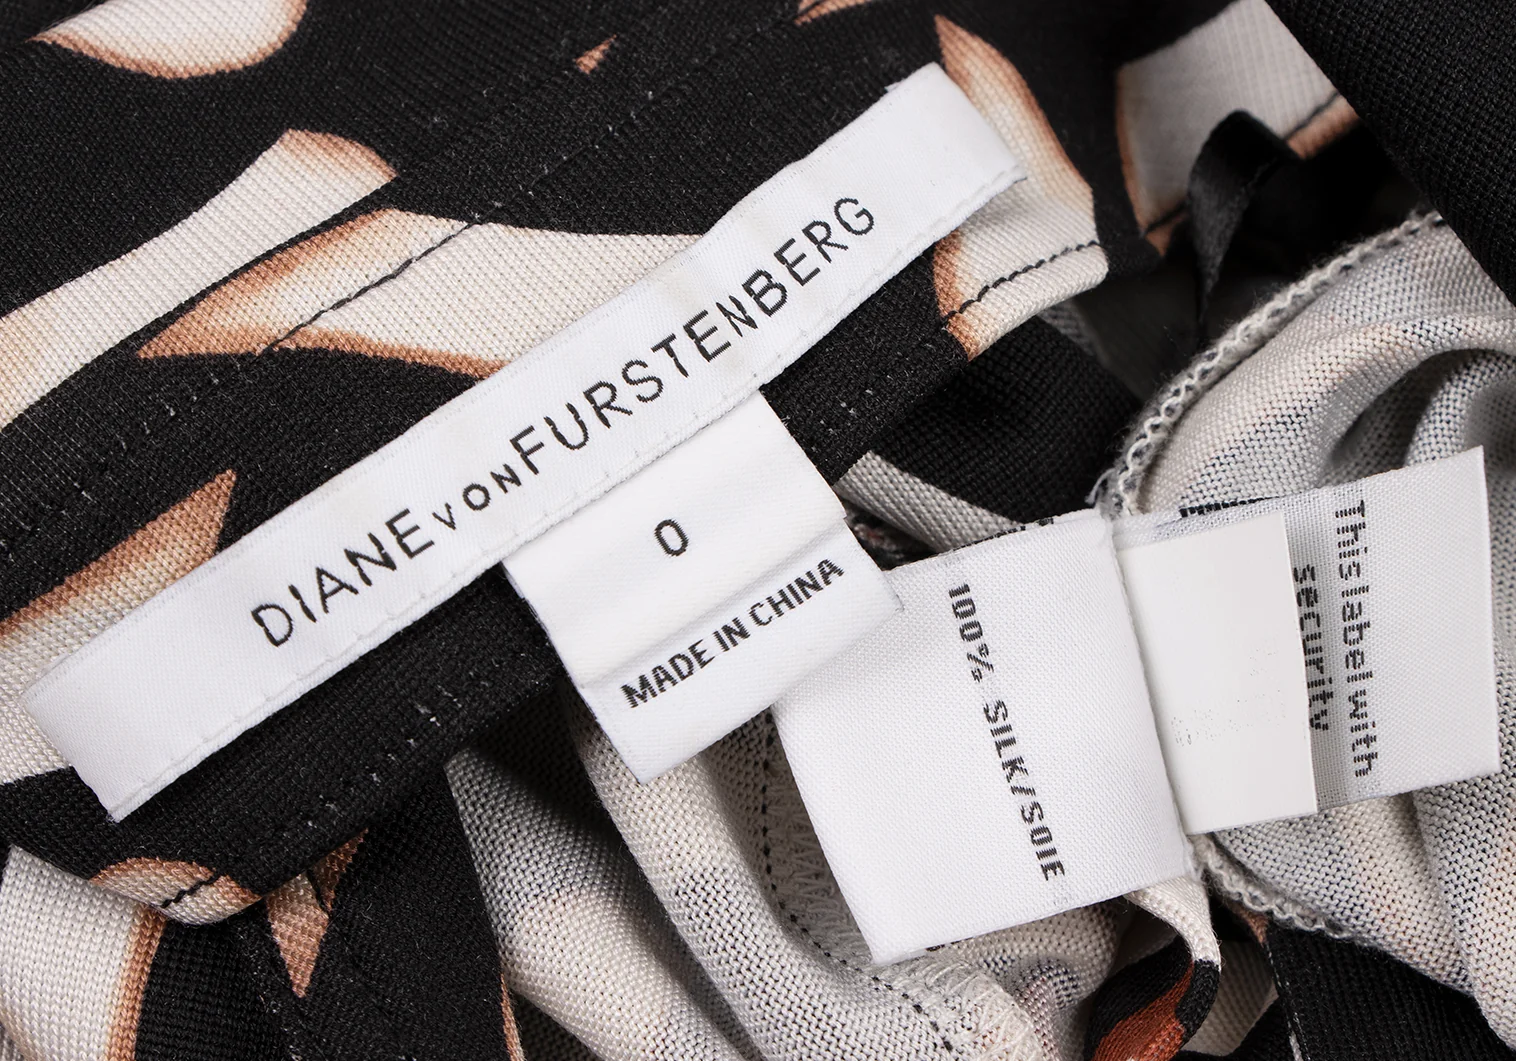 DIANE VON FURSTENBERG
0
MADE IN CHINA
100% SILK/SOIE
This label with
security